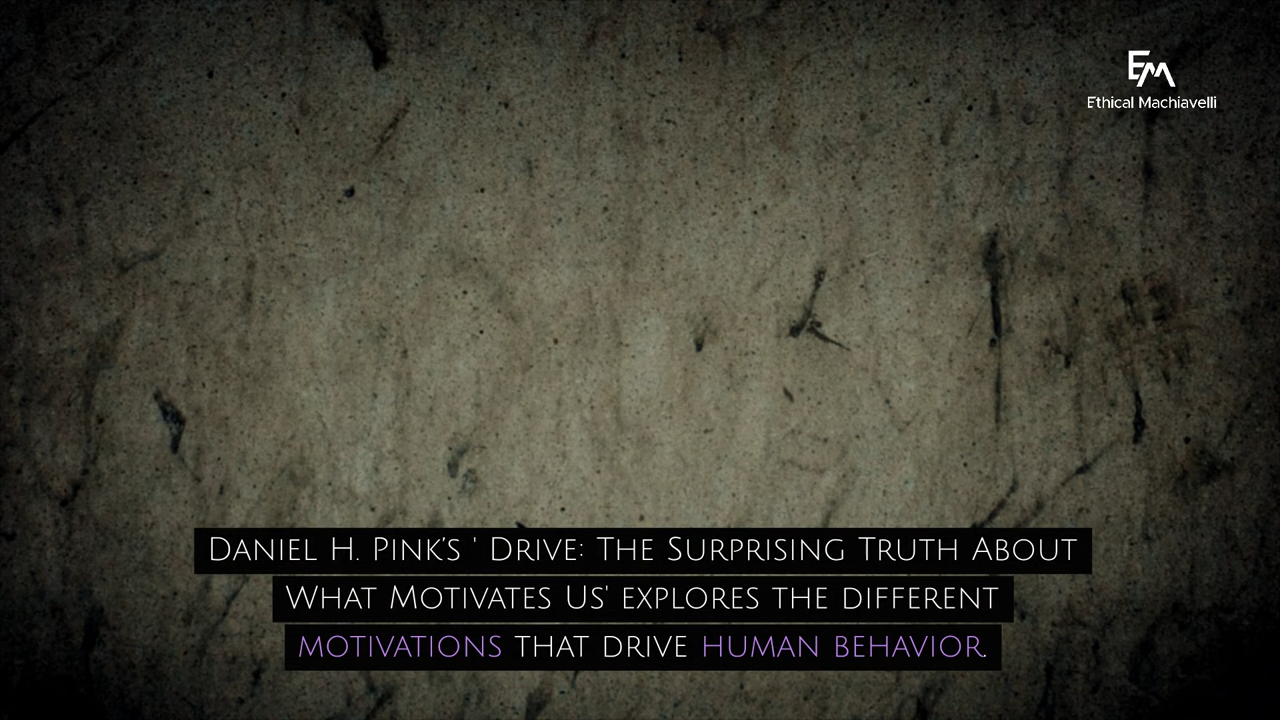 EM
Ethical Machiavelli
Daniel H. Pink's ' Drive: The Surprising Truth About
What Motivates Us' explores the different
motivations that drive human behavior.